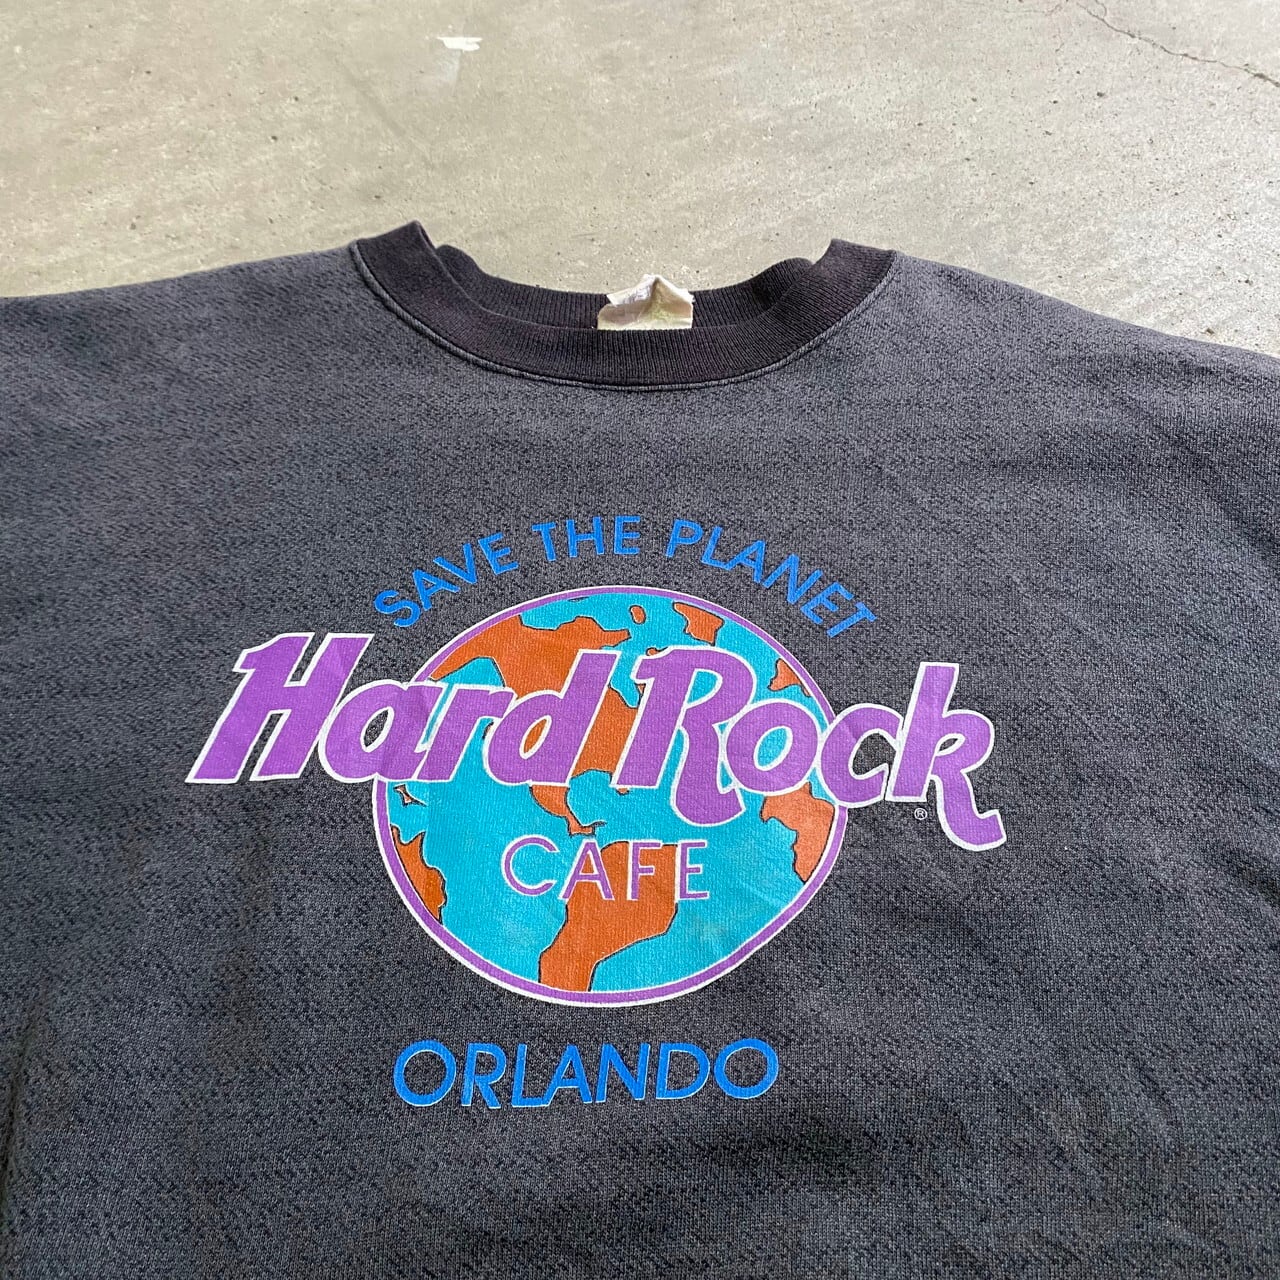 SAVE THE PLANET
Hard Rock ®
CAFE
ORLANDO